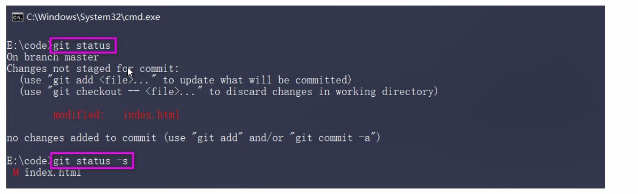 C:\Windows\System32\cmd.exe
E:\code>git status
On branch master
Changes not staged for commit:
  (use "git add <file>..." to update what will be committed)
  (use "git checkout -- <file>..." to discard changes in working directory)
        modified:   index.html
no changes added to commit (use "git add" and/or "git commit -a")
E:\code>git status -s
 M index.html